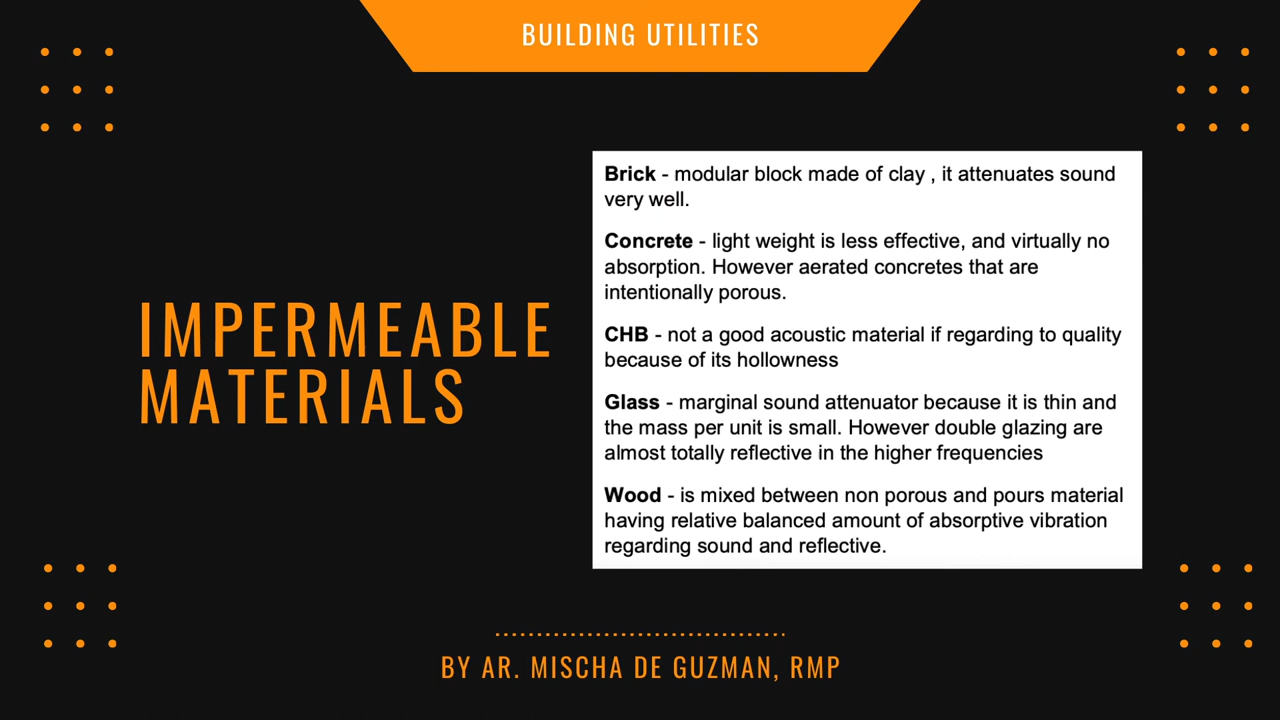 BUILDING UTILITIES
IMPERMEABLE
MATERIALS
Brick - modular block made of clay , it attenuates sound
very well.
Concrete - light weight is less effective, and virtually no
absorption. However aerated concretes that are
intentionally porous.
CHB - not a good acoustic material if regarding to quality
because of its hollowness
Glass - marginal sound attenuator because it is thin and
the mass per unit is small. However double glazing are
almost totally reflective in the higher frequencies
Wood - is mixed between non porous and pours material
having relative balanced amount of absorptive vibration
regarding sound and reflective.
BY AR. MISCHA DE GUZMAN, RMP